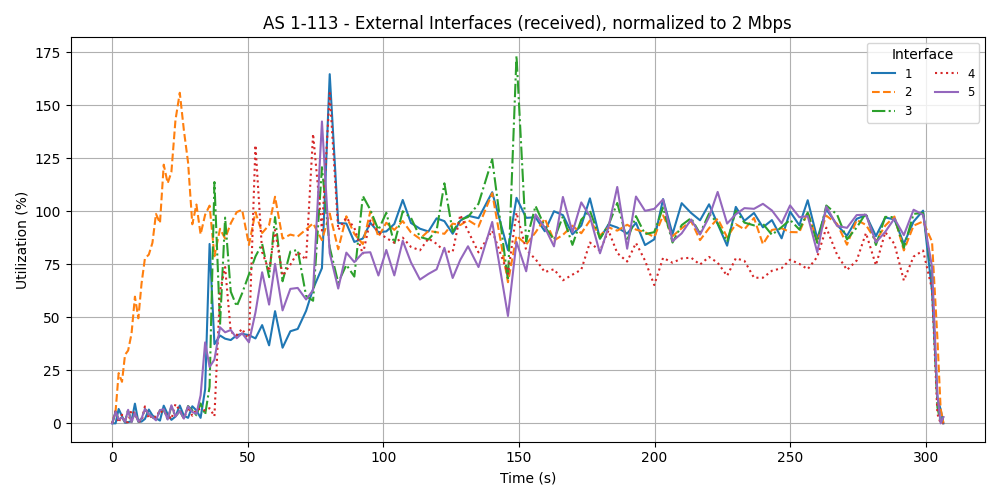 AS 1-113 - External Interfaces (received), normalized to 2 Mbps
Utilization (%)
175
150
125
100
75
50
25
0
0 50 100 150 200 250 300
Time (s)
Interface
1 4
2 5
3